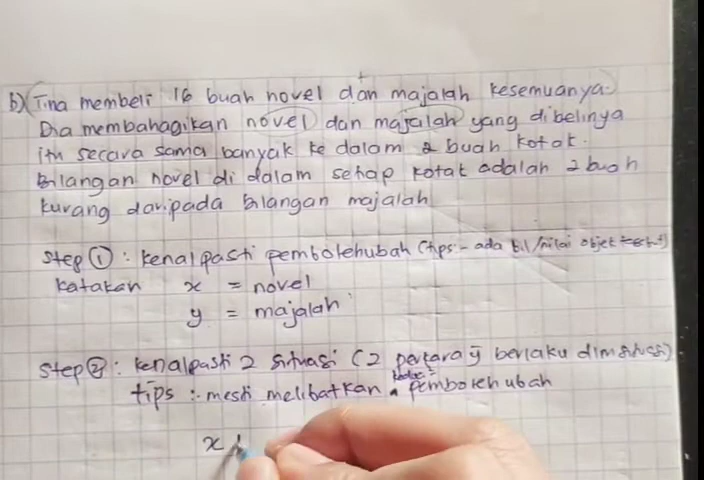 b) Tina membeli 16 buah novel dan majalah kesemuanya.
Dia membahagikan novel dan majalah yang dibelinya
itu secara sama banyak ke dalam 2 buah kotak.
Bilangan novel di dalam setiap kotak adalah 2 buah
kurang daripada bilangan majalah
Step ①: kenalpasti pembolehubah (tips:- ada bil/nilai objek
katakan x = novel
y = majalah
Step ②: kenalpasti 2 situasi (2 perkara yg berlaku dlm situasi)
tips :- mesti melibatkan kedua² pembolehubah
x